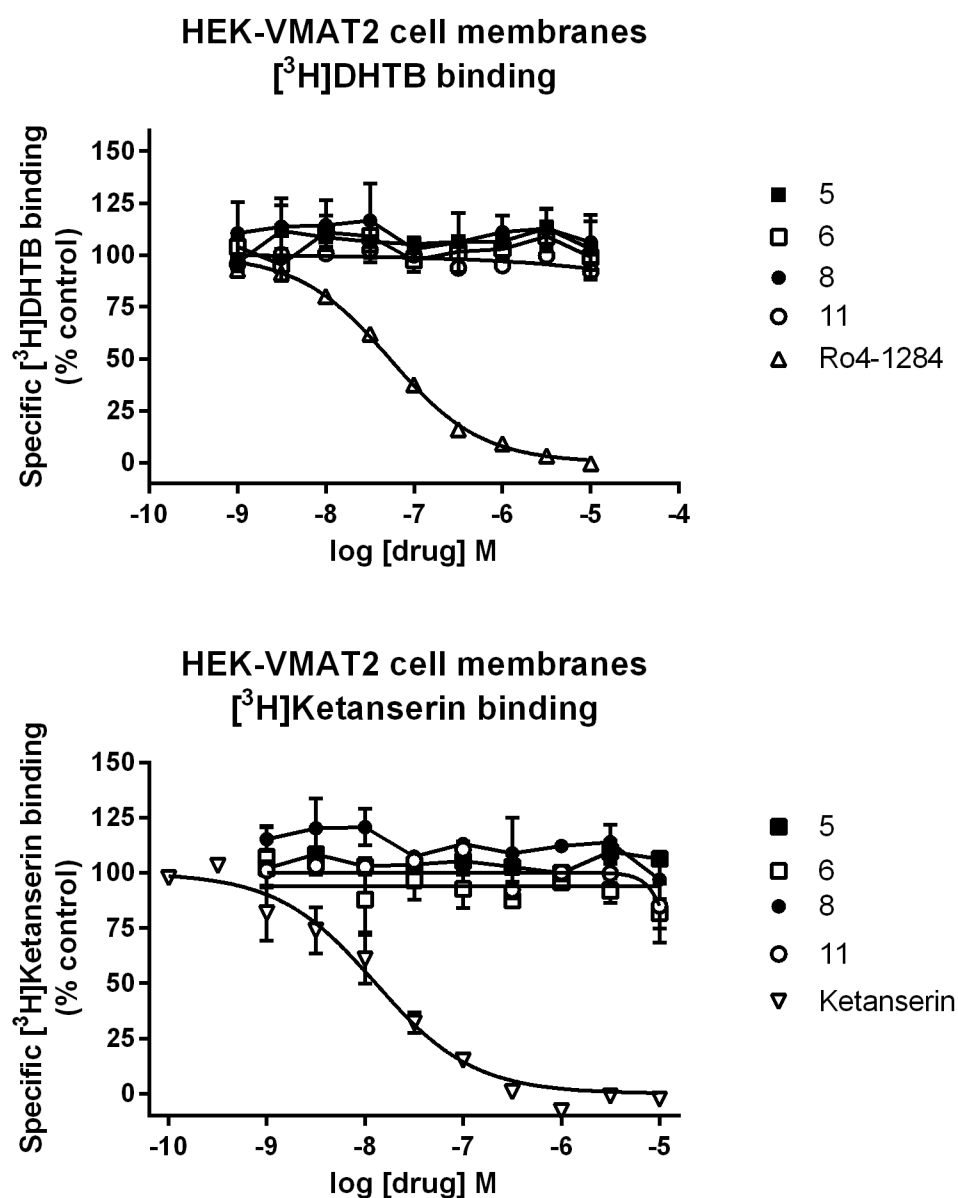 HEK-VMAT2 cell membranes
[³H]DHTB binding
Specific [³H]DHTB binding
(% control)
150
125
100
75
50
25
0
-10 -9 -8 -7 -6 -5 -4
log [drug] M
5
6
8
11
Ro4-1284
HEK-VMAT2 cell membranes
[³H]Ketanserin binding
Specific [³H]Ketanserin binding
(% control)
150
125
100
75
50
25
0
-10 -9 -8 -7 -6 -5
log [drug] M
5
6
8
11
Ketanserin